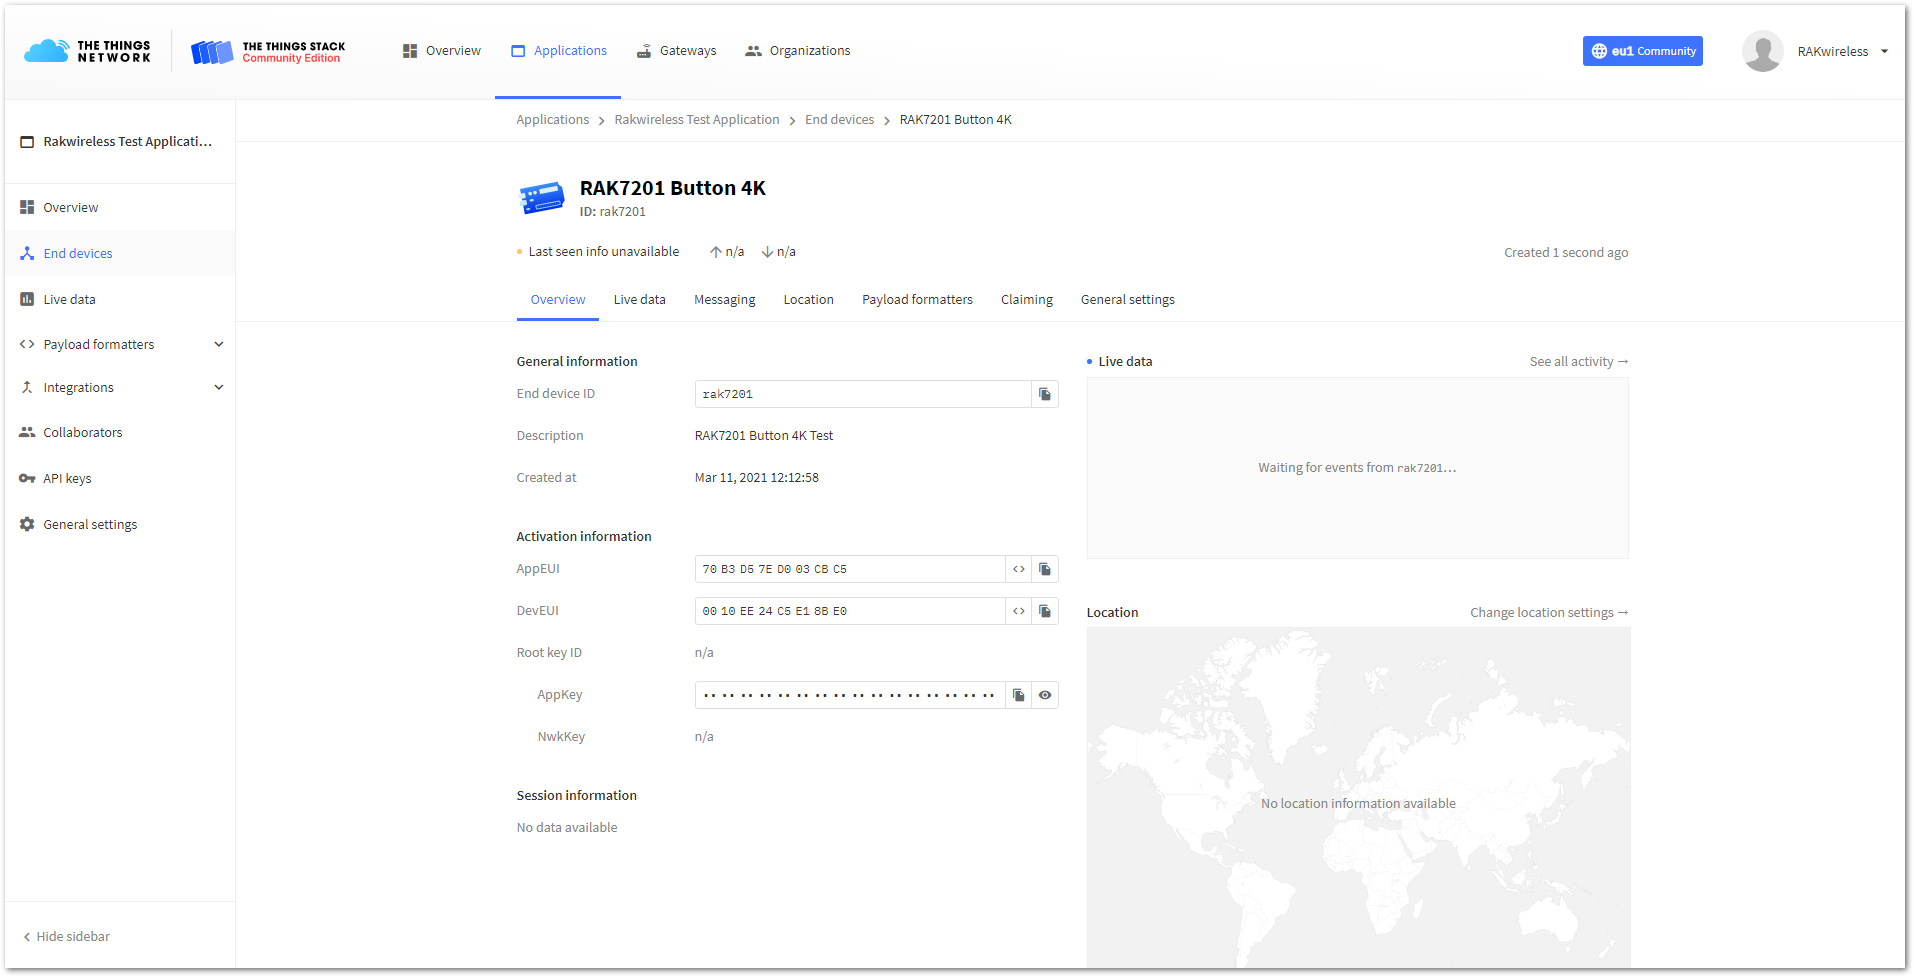 THE THINGS
NETWORK
THE THINGS STACK
Community Edition
Overview
Applications
Gateways
Organizations
eu1 Community
RAKwireless
Rakwireless Test Applicati...
Overview
End devices
Live data
Payload formatters
Integrations
Collaborators
API keys
General settings
Hide sidebar
Applications > Rakwireless Test Application > End devices > RAK7201 Button 4K
RAK7201 Button 4K
ID: rak7201
Last seen info unavailable ↑ n/a ↓ n/a
Created 1 second ago
Overview Live data Messaging Location Payload formatters Claiming General settings
General information
End device ID rak7201
Description RAK7201 Button 4K Test
Created at Mar 11, 2021 12:12:58
Activation information
AppEUI 70 B3 D5 7E D0 03 CB C5
DevEUI 00 10 EE 24 C5 E1 8B E0
Root key ID n/a
AppKey •• •• •• •• •• •• •• •• •• •• •• •• •• •• •• ••
NwkKey n/a
Session information
No data available
Live data
See all activity →
Waiting for events from rak7201...
Location
Change location settings →
No location information available